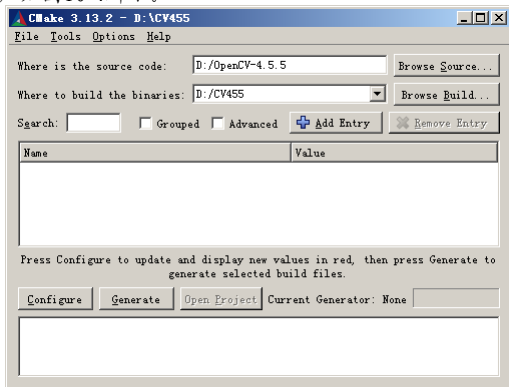 CMake 3.13.2 - D:\CV455
File Tools Options Help
Where is the source code: D:/OpenCV-4.5.5 Browse Source...
Where to build the binaries: D:/CV455 Browse Build...
Search: Grouped Advanced Add Entry Remove Entry
Name Value
Press Configure to update and display new values in red, then press Generate to
generate selected build files.
Configure Generate Open Project Current Generator: None